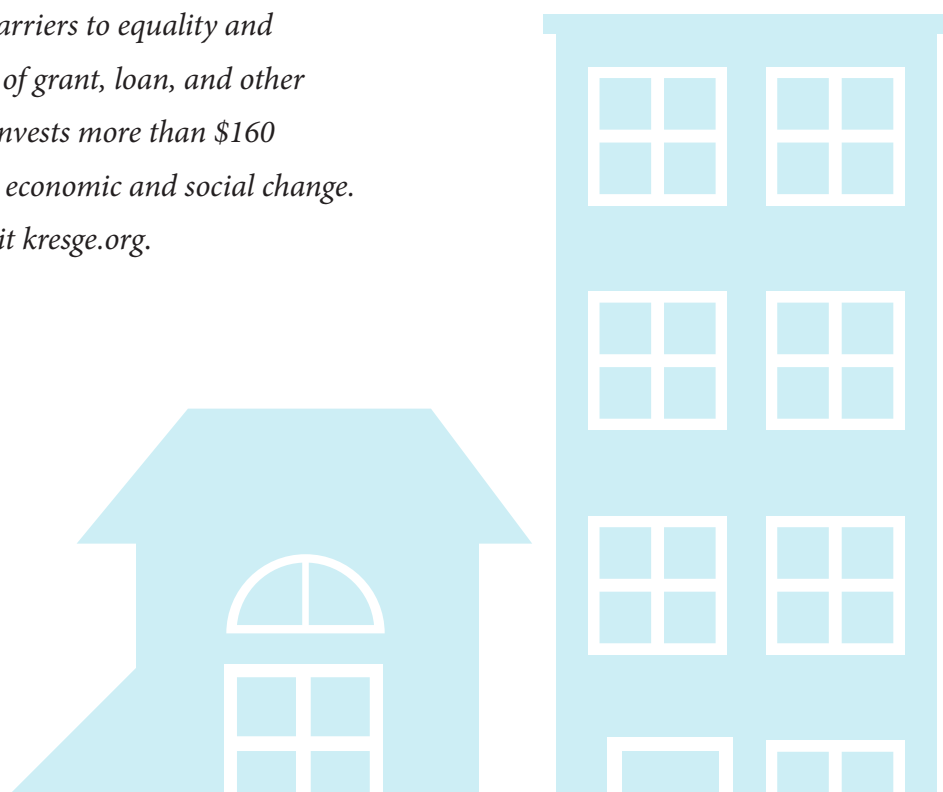 arriers to equality and
of grant, loan, and other
nvests more than $160
economic and social change.
it kresge.org.